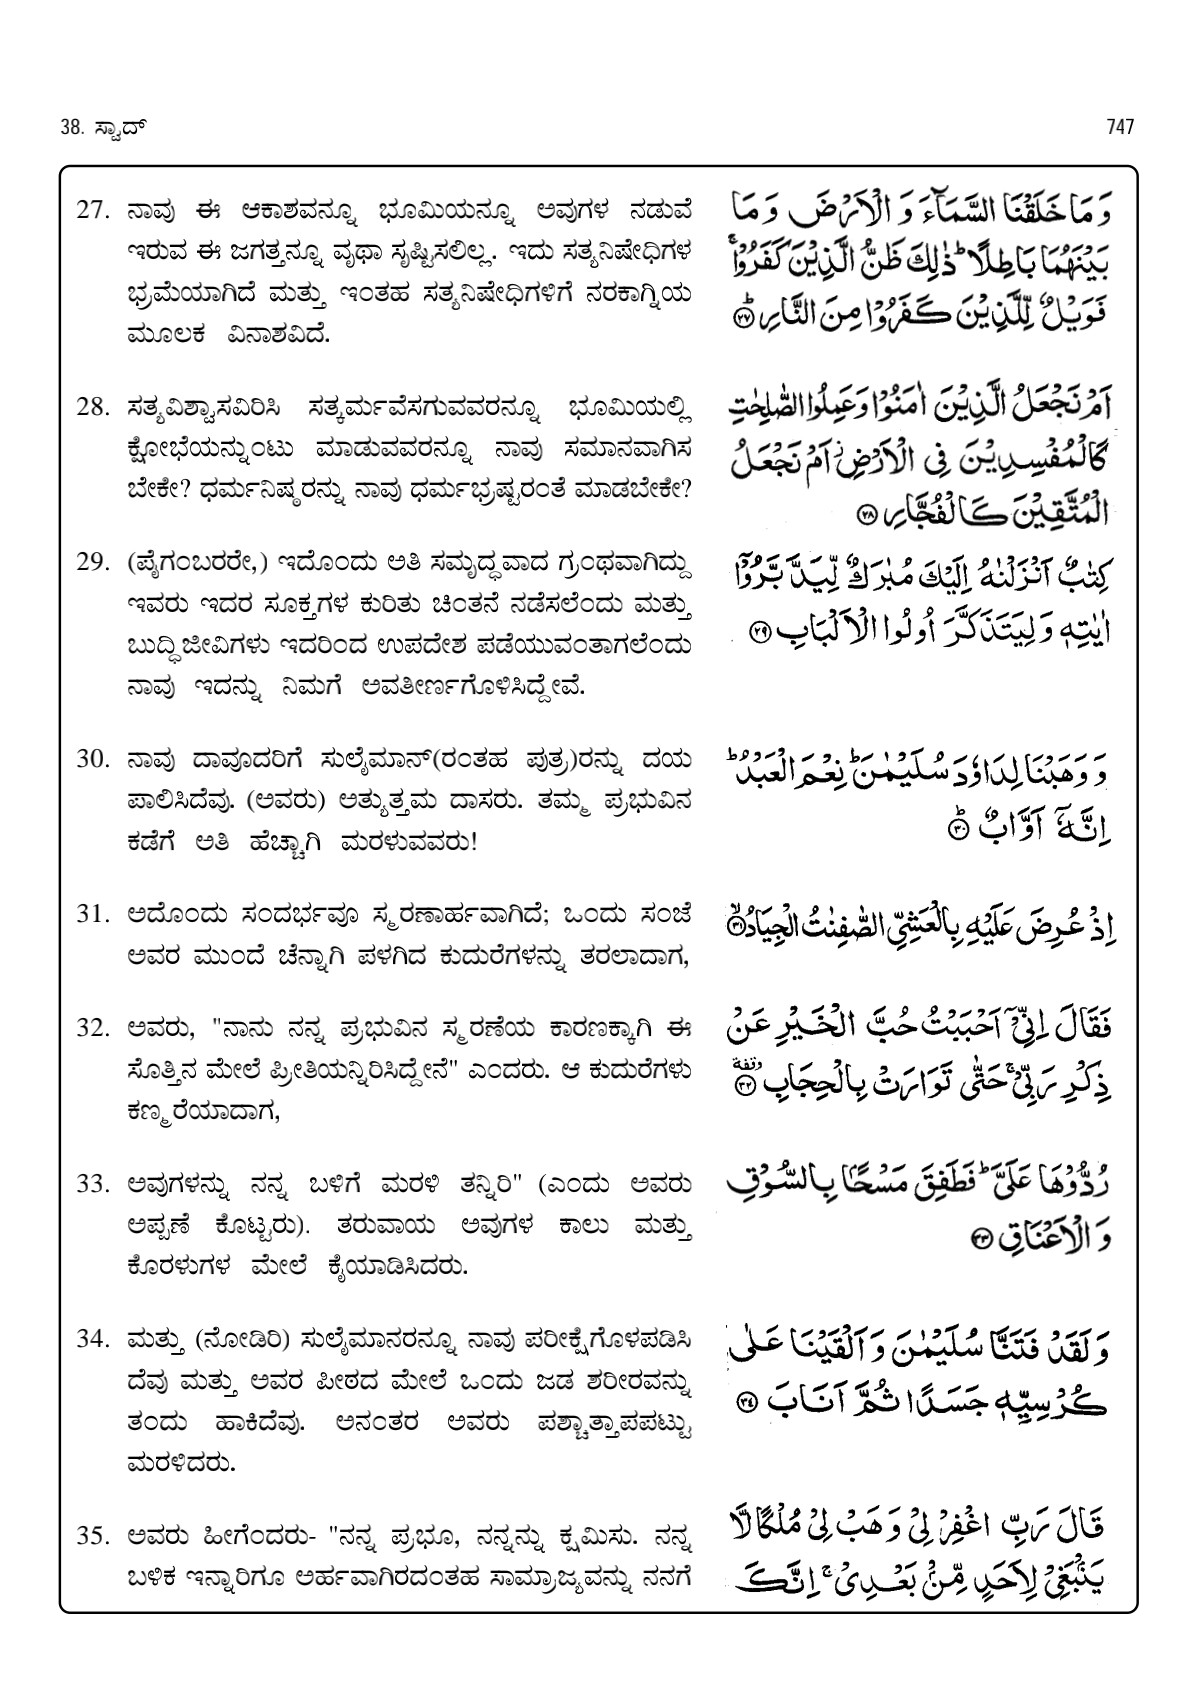 38. ಸ್ವಾದ್
747
27. ನಾವು ಈ ಆಕಾಶವನ್ನೂ ಭೂಮಿಯನ್ನೂ ಅವುಗಳ ನಡುವೆ
ಇರುವ ಈ ಜಗತ್ತನ್ನೂ ವೃಥಾ ಸೃಷ್ಟಿಸಲಿಲ್ಲ. ಇದು ಸತ್ಯನಿಷೇಧಿಗಳ
ಭ್ರಮೆಯಾಗಿದೆ ಮತ್ತು ಇಂತಹ ಸತ್ಯನಿಷೇಧಿಗಳಿಗೆ ನರಕಾಗ್ನಿಯ
ಮೂಲಕ ವಿನಾಶವಿದೆ.
وَمَا خَلَقْنَا السَّمَآءَ وَ الْاَرْضَ وَ مَا
بَيْنَهُمَا بَاطِلًا ؕ ذٰلِكَ ظَنُّ الَّذِيْنَ كَفَرُوْا ۚ
فَوَيْلٌ لِّلَّذِيْنَ كَفَرُوْا مِنَ النَّارِ ؕ۲۷
28. ಸತ್ಯವಿಶ್ವಾಸವಿರಿಸಿ ಸತ್ಕರ್ಮವೆಸಗುವವರನ್ನೂ ಭೂಮಿಯಲ್ಲಿ
ಕ್ಷೋಭೆಯನ್ನುಂಟು ಮಾಡುವವರನ್ನೂ ನಾವು ಸಮಾನವಾಗಿಸ
ಬೇಕೇ? ಧರ್ಮನಿಷ್ಠರನ್ನು ನಾವು ಧರ್ಮಭ್ರಷ್ಟರಂತೆ ಮಾಡಬೇಕೇ?
اَمْ نَجْعَلُ الَّذِيْنَ اٰمَنُوْا وَعَمِلُوا الصّٰلِحٰتِ
كَالْمُفْسِدِيْنَ فِى الْاَرْضِ ؗ اَمْ نَجْعَلُ
الْمُتَّقِيْنَ كَالْفُجَّارِ ۲۸
29. (ಪೈಗಂಬರರೇ,) ಇದೊಂದು ಅತಿ ಸಮೃದ್ಧವಾದ ಗ್ರಂಥವಾಗಿದ್ದು
ಇವರು ಇದರ ಸೂಕ್ತಗಳ ಕುರಿತು ಚಿಂತನೆ ನಡೆಸಲೆಂದು ಮತ್ತು
ಬುದ್ಧಿಜೀವಿಗಳು ಇದರಿಂದ ಉಪದೇಶ ಪಡೆಯುವಂತಾಗಲೆಂದು
ನಾವು ಇದನ್ನು ನಿಮಗೆ ಅವತೀರ್ಣಗೊಳಿಸಿದ್ದೇವೆ.
كِتٰبٌ اَنْزَلْنٰهُ اِلَيْكَ مُبٰرَكٌ لِّيَدَّبَّرُوْۤا
اٰيٰتِهٖ وَلِيَتَذَكَّرَ اُولُوا الْاَلْبَابِ ۲۹
30. ನಾವು ದಾವೂದರಿಗೆ ಸುಲೈಮಾನ್(ರಂತಹ ಪುತ್ರ)ರನ್ನು ದಯ
ಪಾಲಿಸಿದೆವು. (ಅವರು) ಅತ್ಯುತ್ತಮ ದಾಸರು. ತಮ್ಮ ಪ್ರಭುವಿನ
ಕಡೆಗೆ ಅತಿ ಹೆಚ್ಚಾಗಿ ಮರಳುವವರು!
وَ وَهَبْنَا لِدَاوٗدَ سُلَيْمٰنَ ؕ نِعْمَ الْعَبْدُ ؕ
اِنَّهٗۤ اَوَّابٌ ؕ۳۰
31. ಅದೊಂದು ಸಂದರ್ಭವೂ ಸ್ಮರಣಾರ್ಹವಾಗಿದೆ; ಒಂದು ಸಂಜೆ
ಅವರ ಮುಂದೆ ಚೆನ್ನಾಗಿ ಪಳಗಿದ ಕುದುರೆಗಳನ್ನು ತರಲಾದಾಗ,
اِذْ عُرِضَ عَلَيْهِ بِالْعَشِىِّ الصّٰفِنٰتُ الْجِيَادُ ۙ۳۱
32. ಅವರು, "ನಾನು ನನ್ನ ಪ್ರಭುವಿನ ಸ್ಮರಣೆಯ ಕಾರಣಕ್ಕಾಗಿ ಈ
ಸೊತ್ತಿನ ಮೇಲೆ ಪ್ರೀತಿಯನ್ನಿರಿಸಿದ್ದೇನೆ" ಎಂದರು. ಆ ಕುದುರೆಗಳು
ಕಣ್ಮರೆಯಾದಾಗ,
فَقَالَ اِنِّىْۤ اَحْبَبْتُ حُبَّ الْخَيْرِ عَنْ
ذِكْرِ رَبِّىْ ۚ حَتّٰى تَوَارَتْ بِالْحِجَابِ ۳۲ وقفة
33. ಅವುಗಳನ್ನು ನನ್ನ ಬಳಿಗೆ ಮರಳಿ ತನ್ನಿರಿ" (ಎಂದು ಅವರು
ಅಪ್ಪಣೆ ಕೊಟ್ಟರು). ತರುವಾಯ ಅವುಗಳ ಕಾಲು ಮತ್ತು
ಕೊರಳುಗಳ ಮೇಲೆ ಕೈಯಾಡಿಸಿದರು.
رُدُّوْهَا عَلَىَّ ؕ فَطَفِقَ مَسْحًۢا بِالسُّوْقِ
وَ الْاَعْنَاقِ ۳۳
34. ಮತ್ತು (ನೋಡಿರಿ) ಸುಲೈಮಾನರನ್ನೂ ನಾವು ಪರೀಕ್ಷೆಗೊಳಪಡಿಸಿ
ದೆವು ಮತ್ತು ಅವರ ಪೀಠದ ಮೇಲೆ ಒಂದು ಜಡ ಶರೀರವನ್ನು
ತಂದು ಹಾಕಿದೆವು. ಅನಂತರ ಅವರು ಪಶ್ಚಾತ್ತಾಪಪಟ್ಟು
ಮರಳಿದರು.
وَ لَقَدْ فَتَنَّا سُلَيْمٰنَ وَ اَلْقَيْنَا عَلٰى
كُرْسِيِّهٖ جَسَدًا ثُمَّ اَنَابَ ۳۴
35. ಅವರು ಹೀಗೆಂದರು- "ನನ್ನ ಪ್ರಭೂ, ನನ್ನನ್ನು ಕ್ಷಮಿಸು. ನನ್ನ
ಬಳಿಕ ಇನ್ನಾರಿಗೂ ಅರ್ಹವಾಗಿರದಂತಹ ಸಾಮ್ರಾಜ್ಯವನ್ನು ನನಗೆ
قَالَ رَبِّ اغْفِرْ لِىْ وَ هَبْ لِىْ مُلْكًا لَّا
يَنْۢبَغِىْ لِاَحَدٍ مِّنْۢ بَعْدِىْ ۚ اِنَّكَ